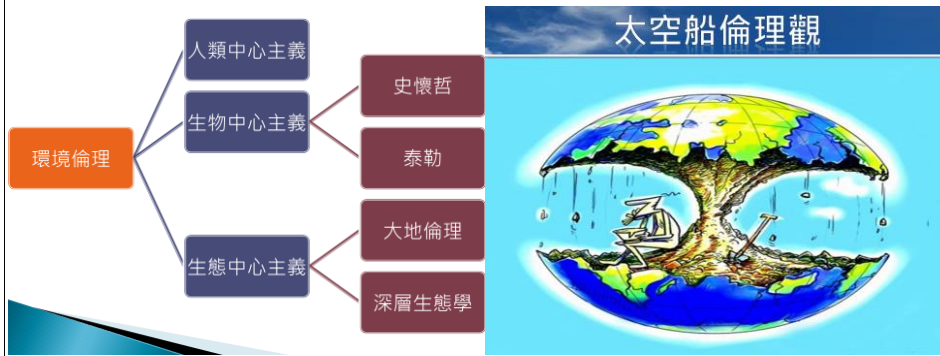 環境倫理
人類中心主義
生物中心主義
史懷哲
泰勒
生態中心主義
大地倫理
深層生態學
太空船倫理觀